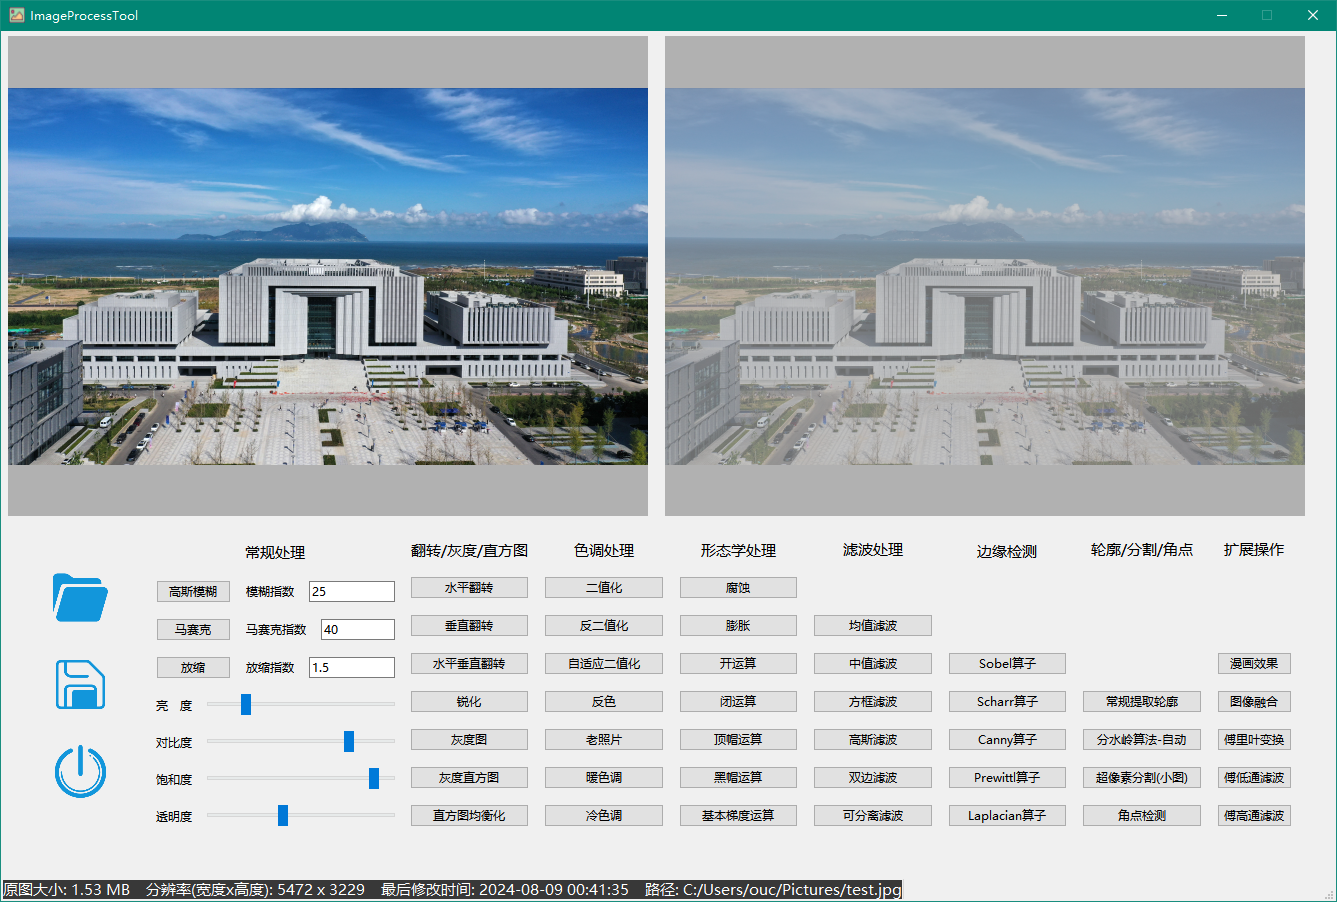 ImageProcessTool
常规处理 翻转/灰度/直方图 色调处理 形态学处理 滤波处理 边缘检测 轮廓/分割/角点 扩展操作
高斯模糊 模糊指数 25 水平翻转 二值化 腐蚀
马赛克 马赛克指数 40 垂直翻转 反二值化 膨胀 均值滤波
放缩 放缩指数 1.5 水平垂直翻转 自适应二值化 开运算 中值滤波 Sobel算子 漫画效果
亮 度 锐化 反色 闭运算 方框滤波 Scharr算子 常规提取轮廓 图像融合
对比度 灰度图 老照片 顶帽运算 高斯滤波 Canny算子 分水岭算法-自动 傅里叶变换
饱和度 灰度直方图 暖色调 黑帽运算 双边滤波 Prewittl算子 超像素分割(小图) 傅低通滤波
透明度 直方图均衡化 冷色调 基本梯度运算 可分离滤波 Laplacian算子 角点检测 傅高通滤波
原图大小: 1.53 MB 分辨率(宽度x高度): 5472 x 3229 最后修改时间: 2024-08-09 00:41:35 路径: C:/Users/ouc/Pictures/test.jpg